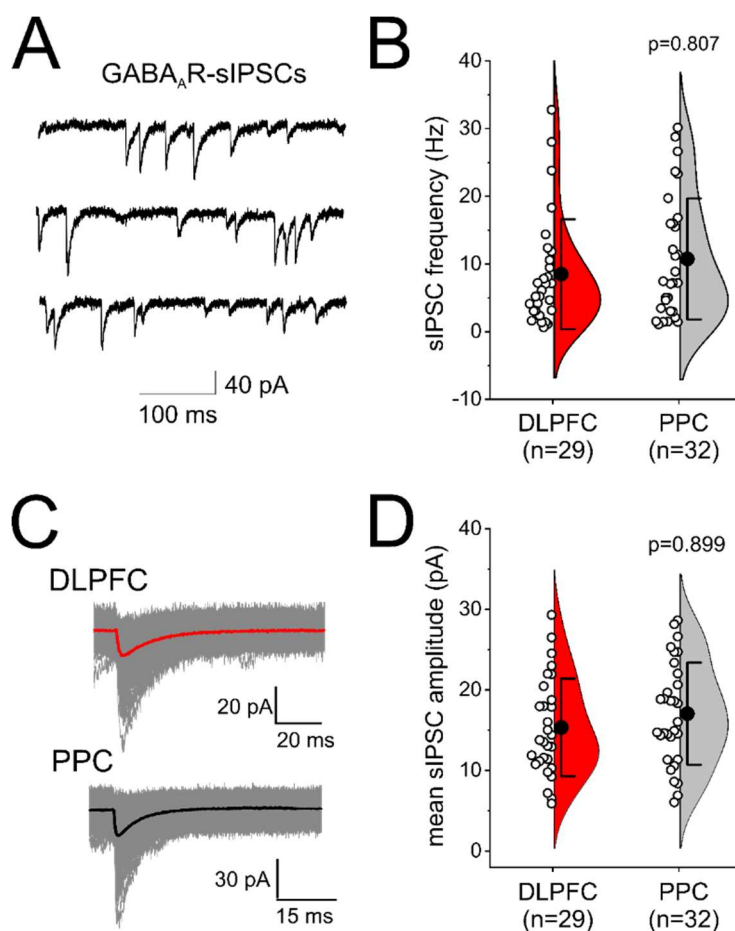 A
GABA_AR-sIPSCs
40 pA
100 ms
B
p=0.807
sIPSC frequency (Hz)
40
30
20
10
0
-10
DLPFC
(n=29)
PPC
(n=32)
C
DLPFC
20 pA
20 ms
PPC
30 pA
15 ms
D
p=0.899
mean sIPSC amplitude (pA)
40
30
20
10
0
DLPFC
(n=29)
PPC
(n=32)